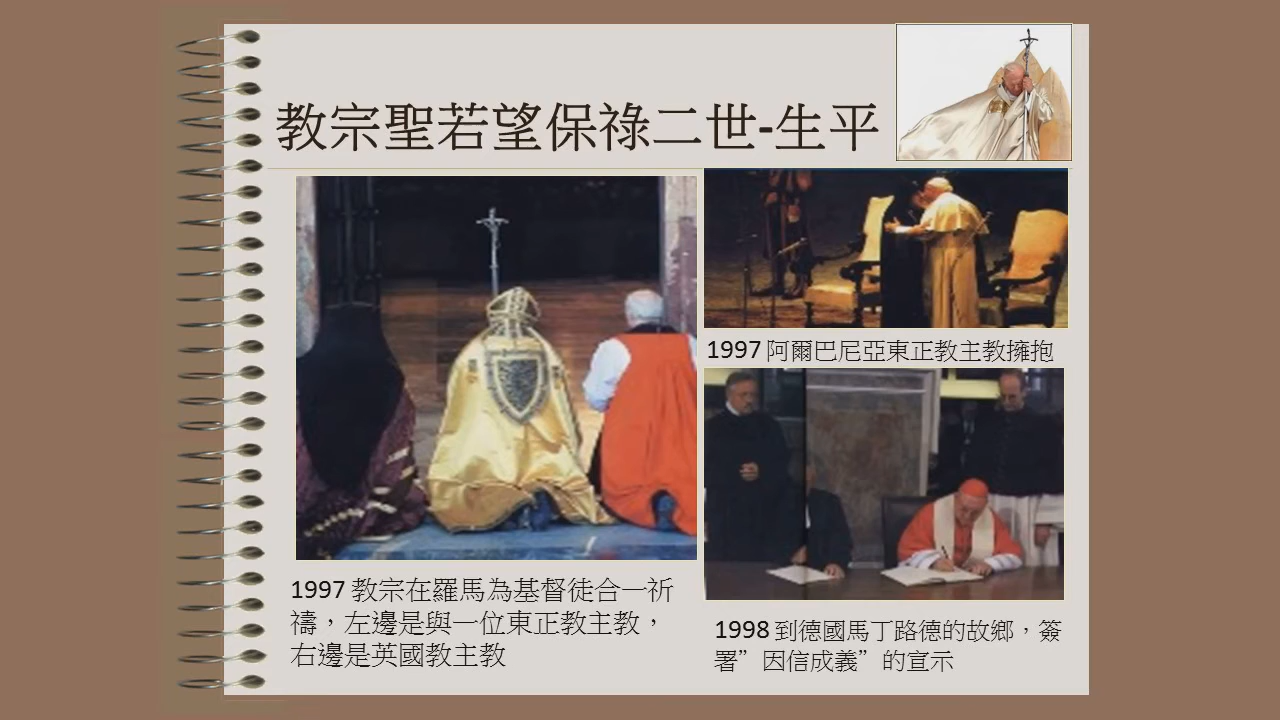 教宗聖若望保祿二世-生平
1997 阿爾巴尼亞東正教主教擁抱
1997 教宗在羅馬為基督徒合一祈
禱，左邊是與一位東正教主教，
右邊是英國教主教
1998 到德國馬丁路德的故鄉，簽
署”因信成義”的宣示